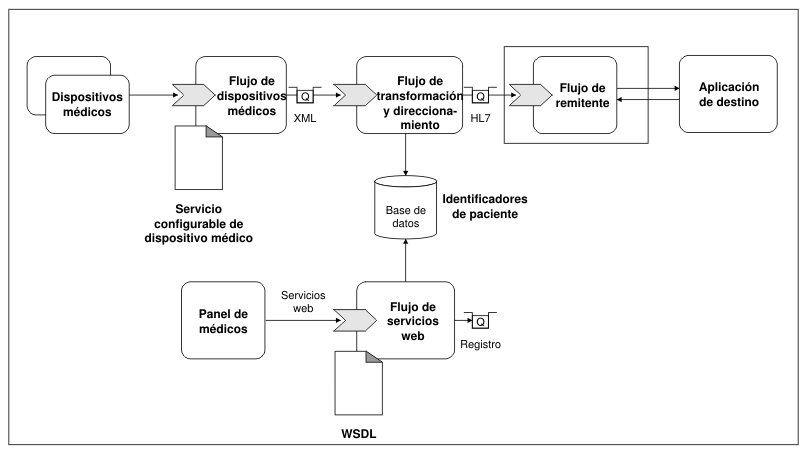 Dispositivos
médicos
Flujo de
dispositivos
médicos
Q
XML
Flujo de
transformación
y direcciona-
miento
Q
HL7
Flujo de
remitente
Aplicación
de destino
Servicio
configurable de
dispositivo médico
Base de
datos
Identificadores
de paciente
Panel de
médicos
Servicios
web
Flujo de
servicios
web
Q
Registro
WSDL